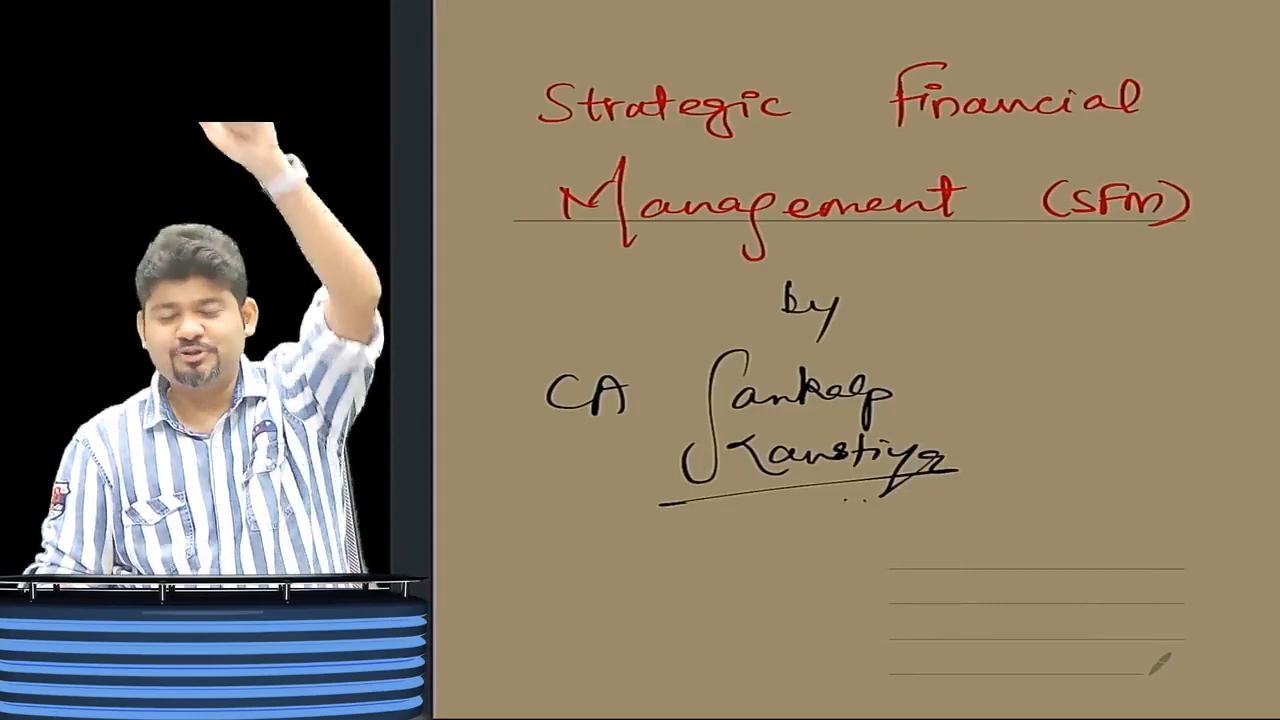 Strategic Financial
Management (SFM)
by
CA Sankalp
Kanstiya